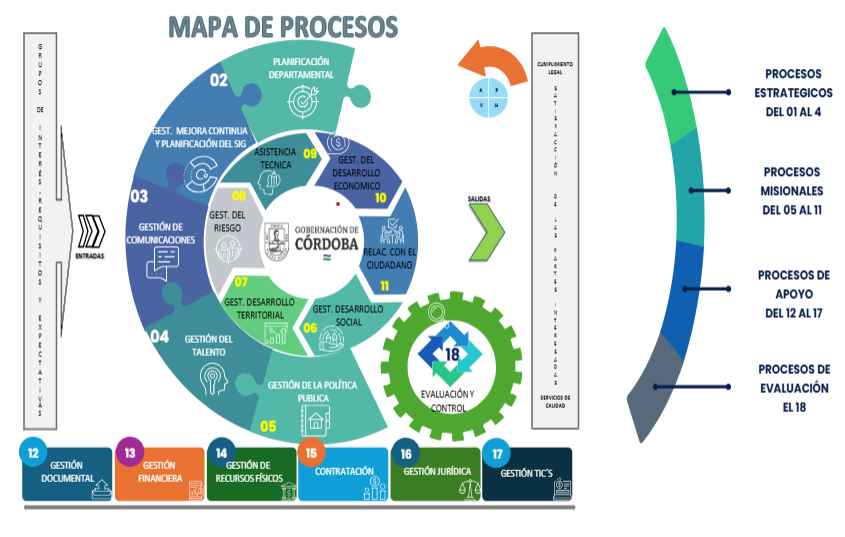 MAPA DE PROCESOS
GRUPOS DE INTERÉS-REQUISITOS Y EXPECTATIVAS
ENTRADAS
PLANIFICACIÓN
DEPARTAMENTAL
02
GEST. MEJORA CONTINUA
Y PLANIFICACIÓN DEL SIG
03
GESTIÓN DE
COMUNICACIONES
04
GESTIÓN DEL
TALENTO
GESTIÓN DE LA POLÍTICA
PUBLICA
05
ASISTENCIA
TECNICA
09
GEST. DEL
DESARROLLO
ECONOMICO
10
08
GEST. DEL
RIESGO
GOBERNACIÓN DE
CÓRDOBA
RELAC. CON EL
CIUDADANO
11
07
GEST. DESARROLLO
TERRITORIAL
GEST. DESARROLLO
SOCIAL
06
A P
V H
SALIDAS
18
EVALUACIÓN Y
CONTROL
CUMPLIMIENTO
LEGAL
SATISFACCIÓN DE LAS PARTES INTERESADAS
SERVICIOS DE
CALIDAD
PROCESOS
ESTRATEGICOS
DEL 01 AL 4
PROCESOS
MISIONALES
DEL 05 AL 11
PROCESOS DE
APOYO
DEL 12 AL 17
PROCESOS DE
EVALUACIÓN
EL 18
12
GESTIÓN
DOCUMENTAL
13
GESTIÓN
FINANCIERA
14
GESTIÓN DE
RECURSOS FÍSICOS
15
CONTRATACIÓN
16
GESTIÓN JURÍDICA
17
GESTIÓN TIC´S